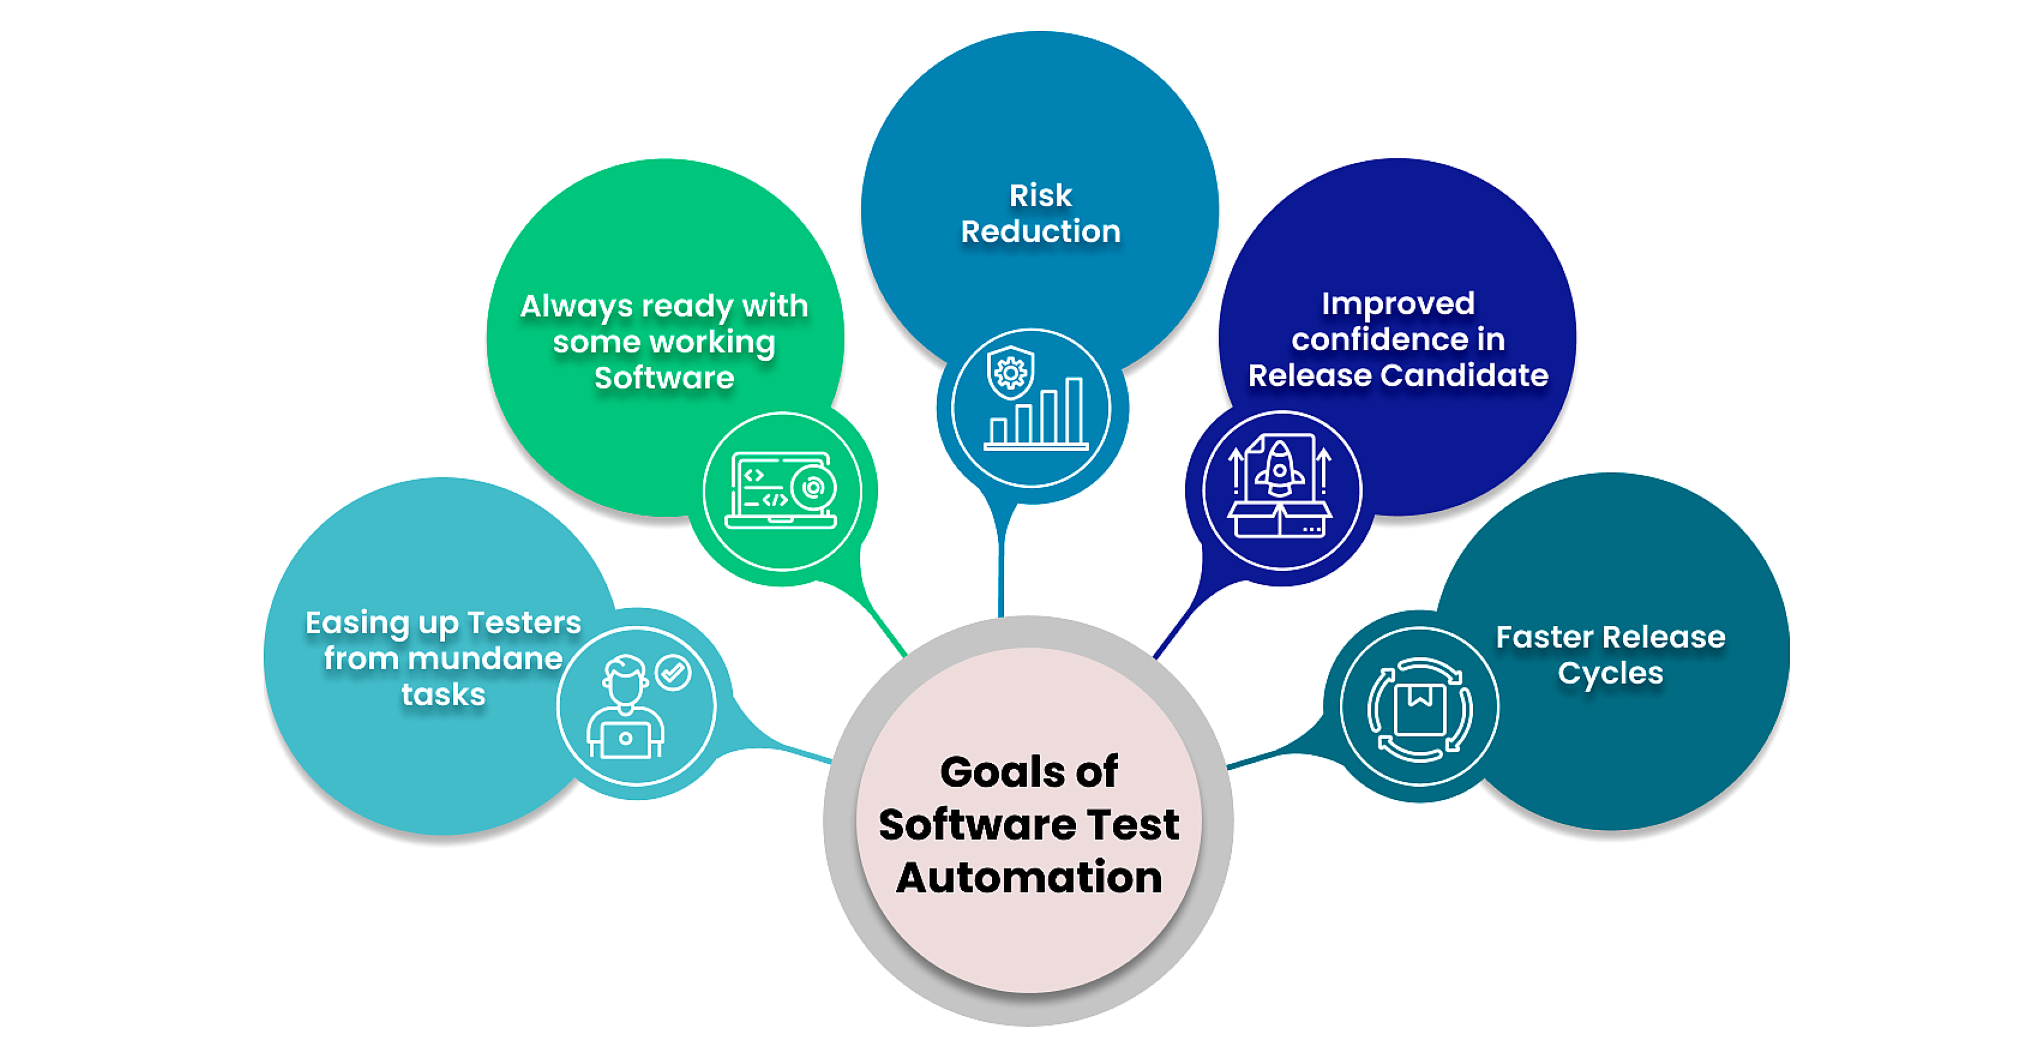 Risk
Reduction
Always ready with
some working
Software
Improved
confidence in
Release Candidate
Easing up Testers
from mundane
tasks
Faster Release
Cycles
Goals of
Software Test
Automation